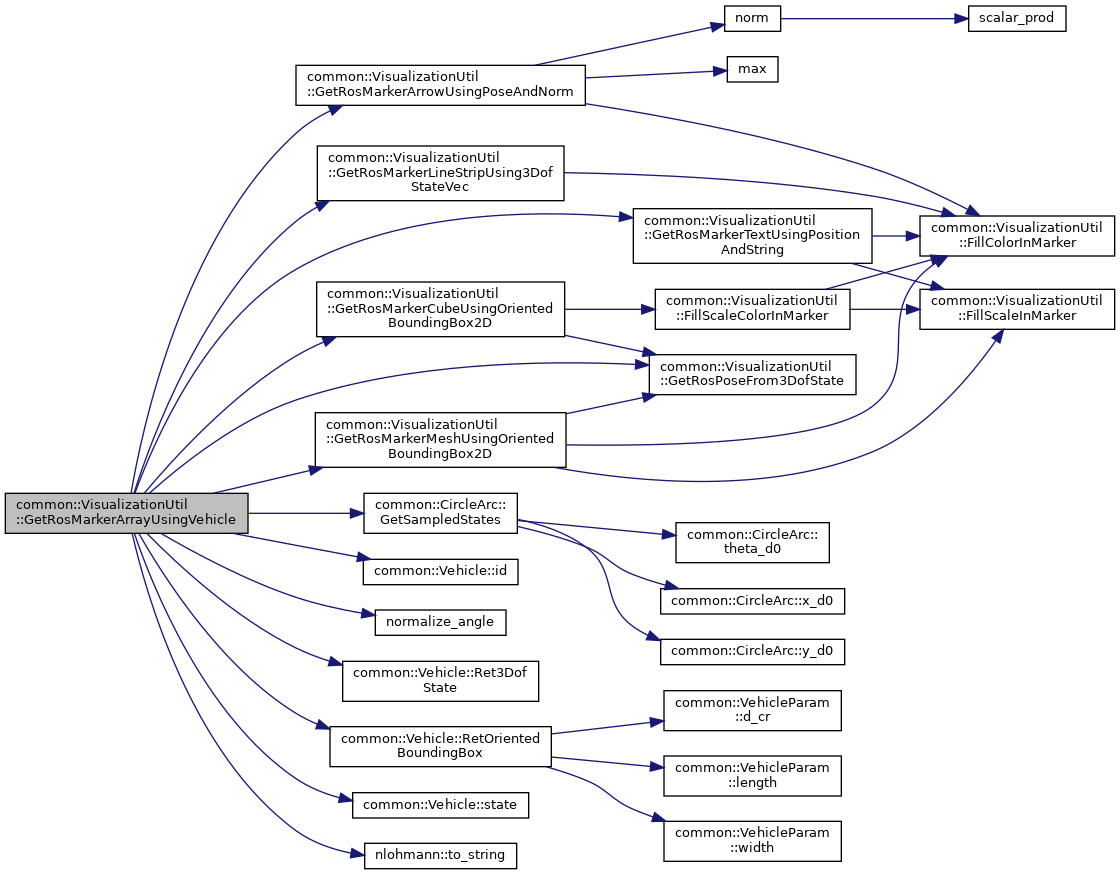 norm
scalar_prod
max
common::VisualizationUtil
::GetRosMarkerArrowUsingPoseAndNorm
common::VisualizationUtil
::GetRosMarkerLineStripUsing3Dof
StateVec
common::VisualizationUtil
::GetRosMarkerTextUsingPosition
AndString
common::VisualizationUtil
::FillColorInMarker
common::VisualizationUtil
::GetRosMarkerCubeUsingOriented
BoundingBox2D
common::VisualizationUtil
::FillScaleColorInMarker
common::VisualizationUtil
::FillScaleInMarker
common::VisualizationUtil
::GetRosPoseFrom3DofState
common::VisualizationUtil
::GetRosMarkerMeshUsingOriented
BoundingBox2D
common::VisualizationUtil
::GetRosMarkerArrayUsingVehicle
common::CircleArc::
GetSampledStates
common::CircleArc::
theta_d0
common::Vehicle::id
common::CircleArc::x_d0
normalize_angle
common::CircleArc::y_d0
common::Vehicle::Ret3Dof
State
common::VehicleParam
::d_cr
common::Vehicle::RetOriented
BoundingBox
common::VehicleParam
::length
common::Vehicle::state
common::VehicleParam
::width
nlohmann::to_string